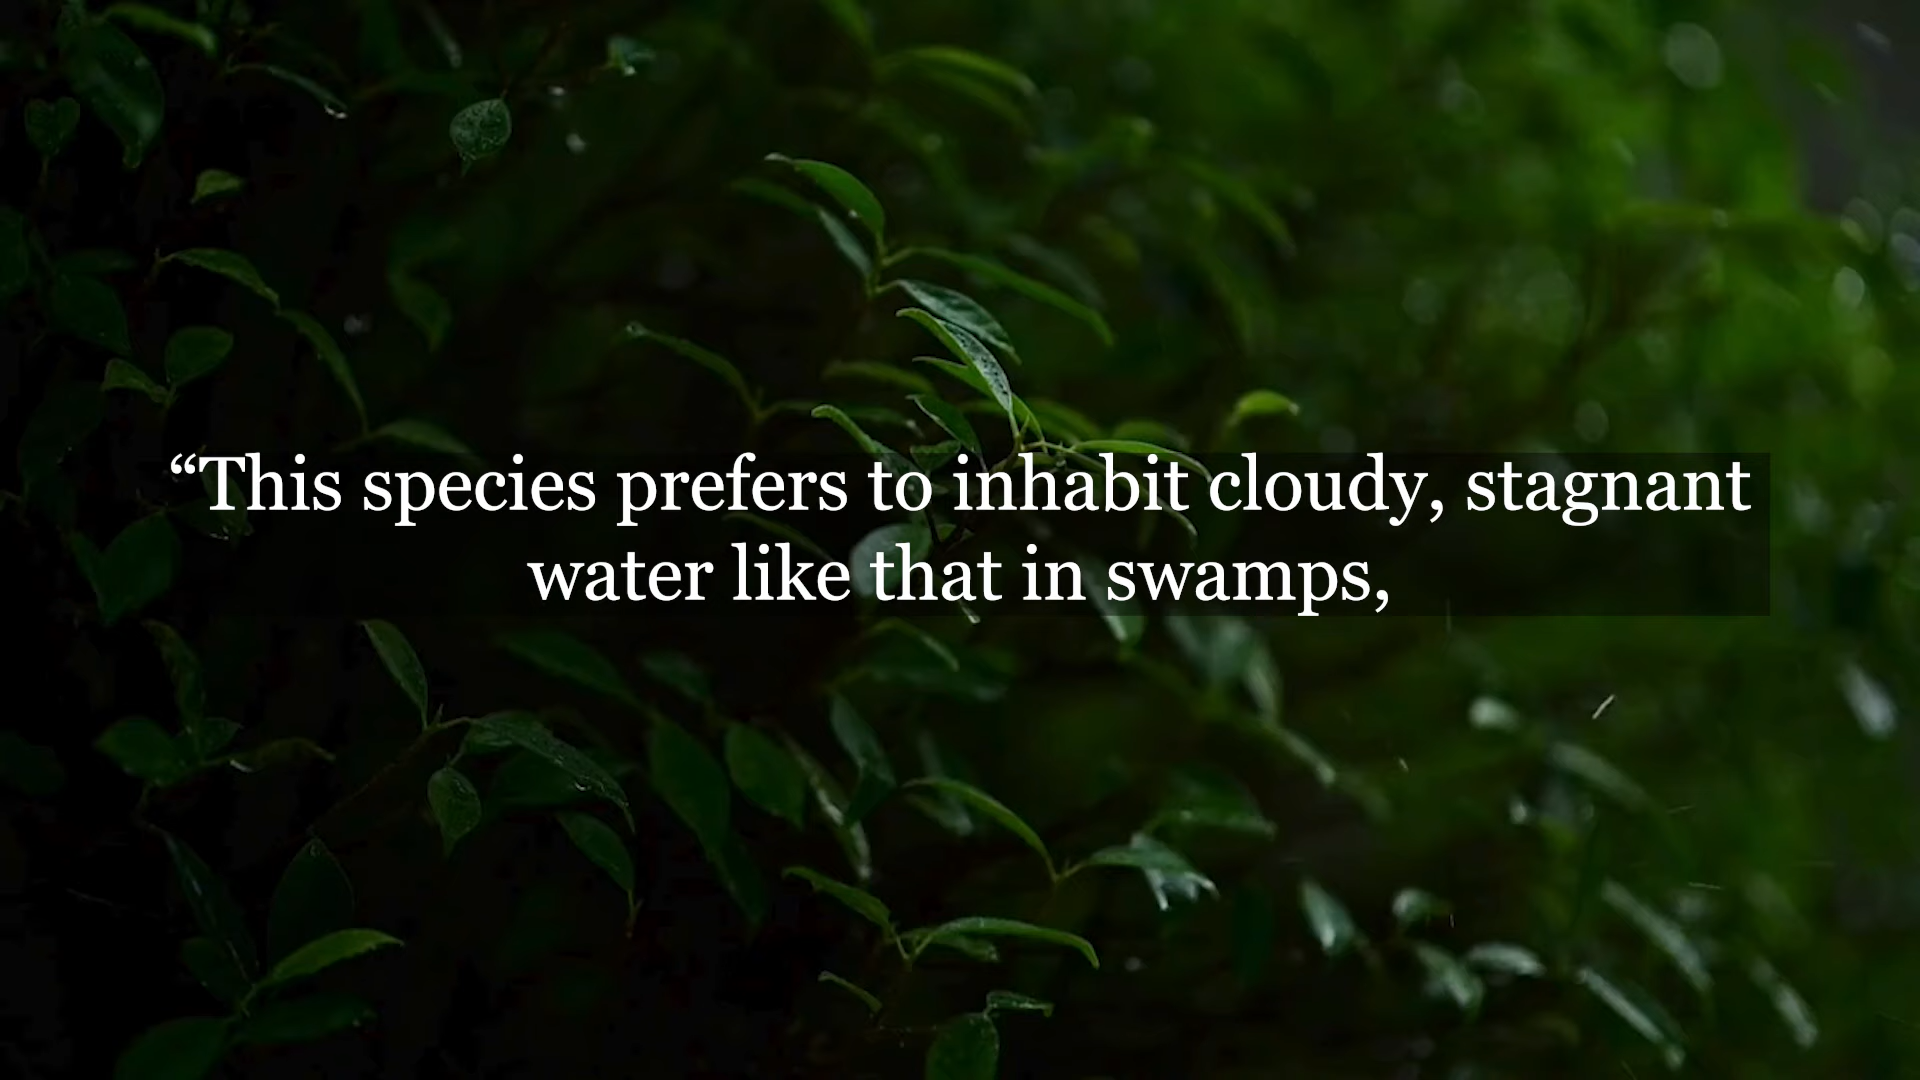 “This species prefers to inhabit cloudy, stagnant
water like that in swamps,